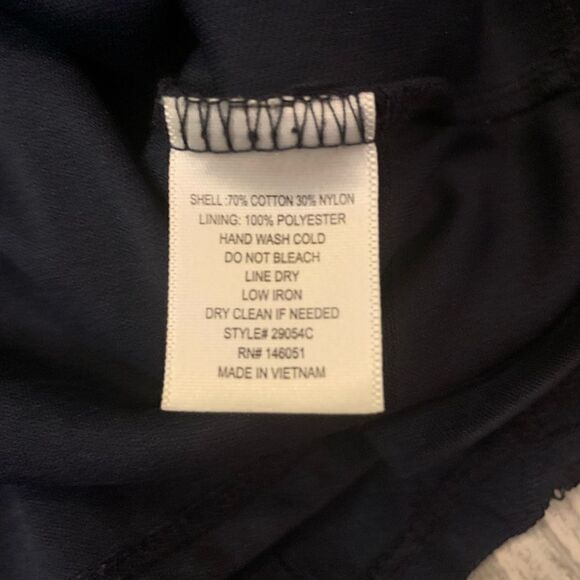 SHELL :70% COTTON 30% NYLON
LINING: 100% POLYESTER
HAND WASH COLD
DO NOT BLEACH
LINE DRY
LOW IRON
DRY CLEAN IF NEEDED
STYLE# 29054C
RN# 146051
MADE IN VIETNAM